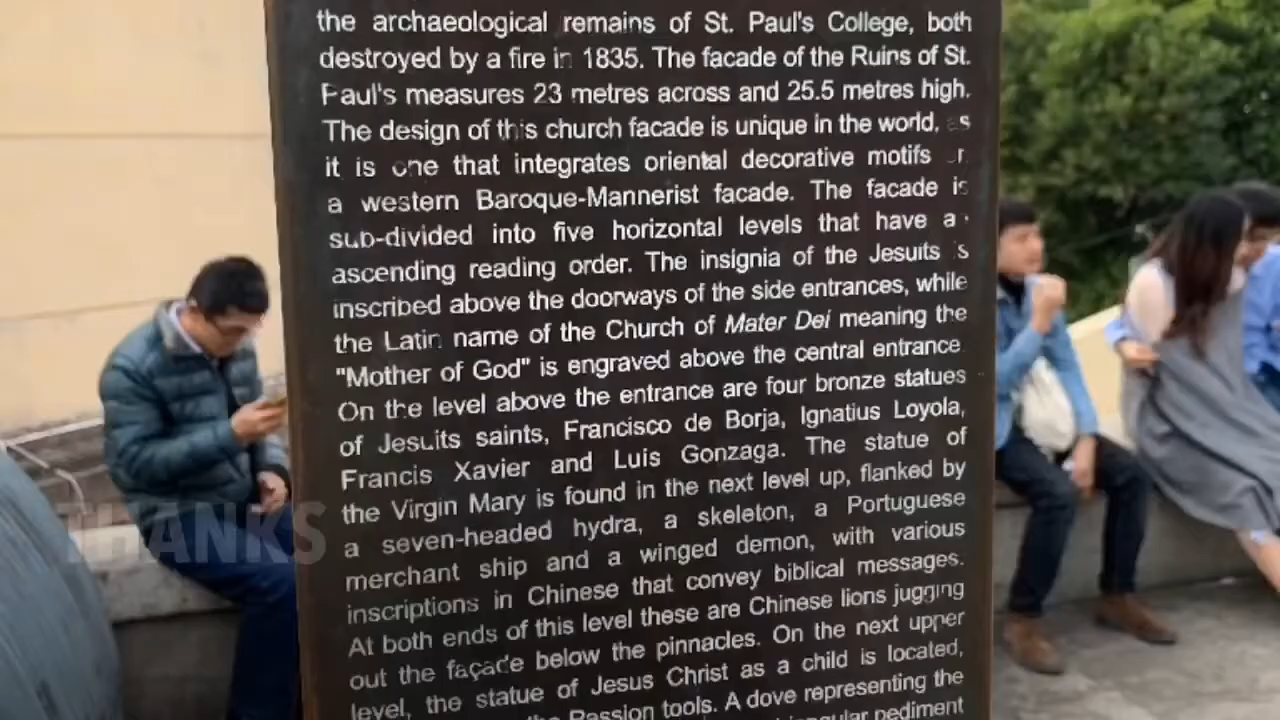 the archaeological remains of St. Paul's College, both
destroyed by a fire in 1835. The facade of the Ruins of St.
Paul's measures 23 metres across and 25.5 metres high.
The design of this church facade is unique in the world, as
it is one that integrates oriental decorative motifs
a western Baroque-Mannerist facade. The facade is
sub-divided into five horizontal levels that have a
ascending reading order. The insignia of the Jesuits is
inscribed above the doorways of the side entrances, while
the Latin name of the Church of Mater Dei meaning the
"Mother of God" is engraved above the central entrance.
On the level above the entrance are four bronze statues
of Jesuits saints, Francisco de Borja, Ignatius Loyola,
Francis Xavier and Luis Gonzaga. The statue of
the Virgin Mary is found in the next level up, flanked by
a seven-headed hydra, a skeleton, a Portuguese
merchant ship and a winged demon, with various
inscriptions in Chinese that convey biblical messages.
At both ends of this level these are Chinese lions jugging
out the façade below the pinnacles. On the next upper
level, the statue of Jesus Christ as a child is located,
the Passion tools. A dove representing the
pediment
THANKS